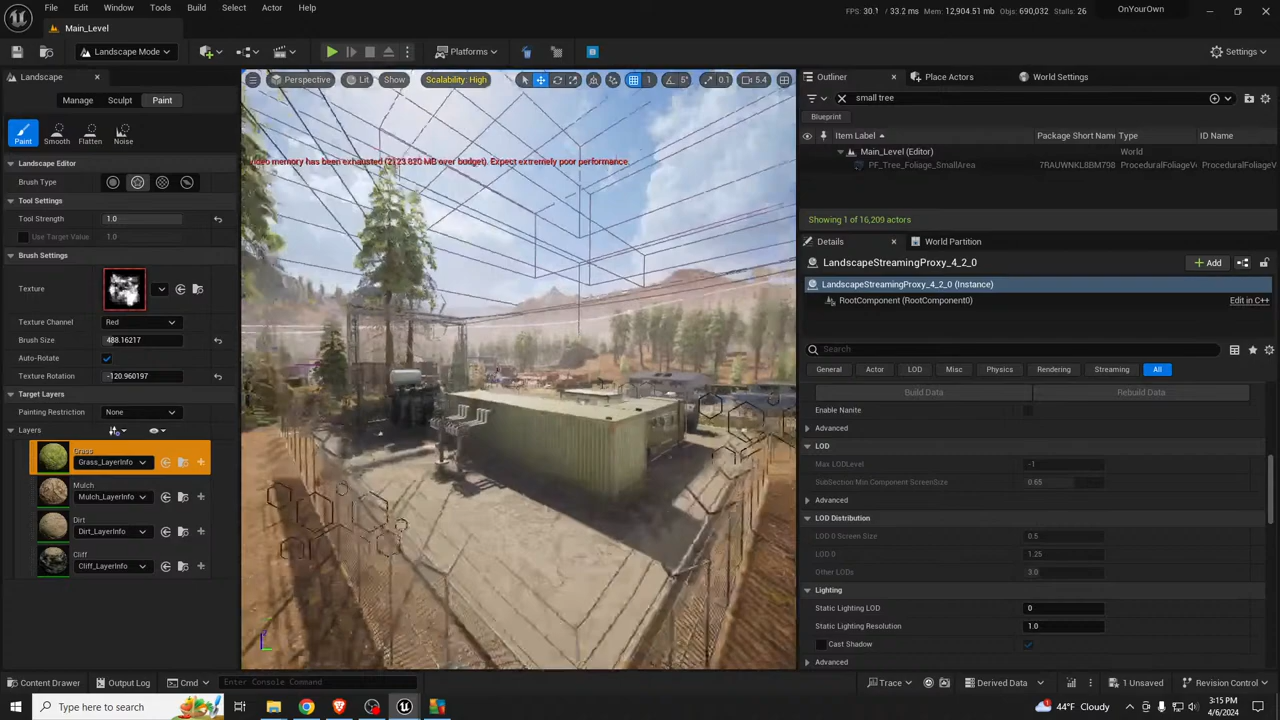 File Edit Window Tools Build Select Actor Help
FPS: 30.1 / 33.2 ms Mem: 12,904.51 mb Objs: 690,032 Stalls: 26
OnYourOwn
Main_Level
Landscape Mode
Platforms
Settings
Landscape
Manage Sculpt Paint
Paint Smooth Flatten Noise
Landscape Editor
Brush Type
Tool Settings
Tool Strength 1.0
Use Target Value 1.0
Brush Settings
Texture
Texture Channel Red
Brush Size 488.16217
Auto-Rotate
Texture Rotation -120.960197
Target Layers
Painting Restriction None
Layers
Grass
Grass_LayerInfo
Mulch
Mulch_LayerInfo
Dirt
Dirt_LayerInfo
Cliff
Cliff_LayerInfo
Perspective Lit Show Scalability: High 1 5° 0.1 5.4
video memory has been exhausted (2123.820 MB over budget). Expect extremely poor performance.
Outliner Place Actors World Settings
small tree
Blueprint
Item Label Package Short Name Type ID Name
Main_Level (Editor) World
PF_Tree_Foliage_SmallArea 7RAUWNKL8BM798 ProceduralFoliageV ProceduralFoliageV
Showing 1 of 16,209 actors
Details World Partition
LandscapeStreamingProxy_4_2_0
Add
LandscapeStreamingProxy_4_2_0 (Instance)
RootComponent (RootComponent0) Edit in C++
Search
General Actor LOD Misc Physics Rendering Streaming All
Build Data Rebuild Data
Enable Nanite
Advanced
LOD
Max LODLevel -1
SubSection Min Component ScreenSize 0.65
Advanced
LOD Distribution
LOD 0 Screen Size 0.5
LOD 0 1.25
Other LODs 3.0
Lighting
Static Lighting LOD 0
Static Lighting Resolution 1.0
Cast Shadow
Advanced
Content Drawer Output Log Cmd Enter Console Command
Trace Derived Data 1 Unsaved Revision Control
Type here to search
44°F Cloudy
3:15 PM
4/6/2024